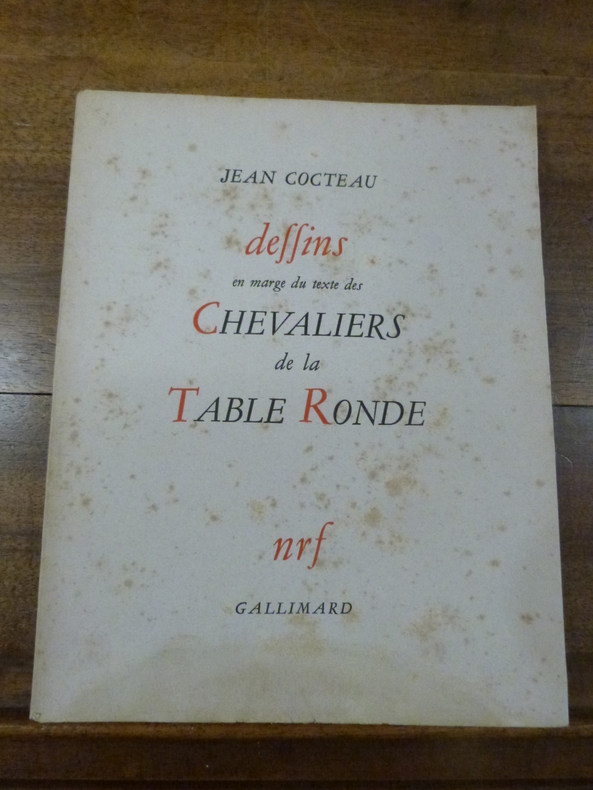 JEAN COCTEAU
deſſins
en marge du texte des
CHEVALIERS
de la
TABLE RONDE
nrf
GALLIMARD